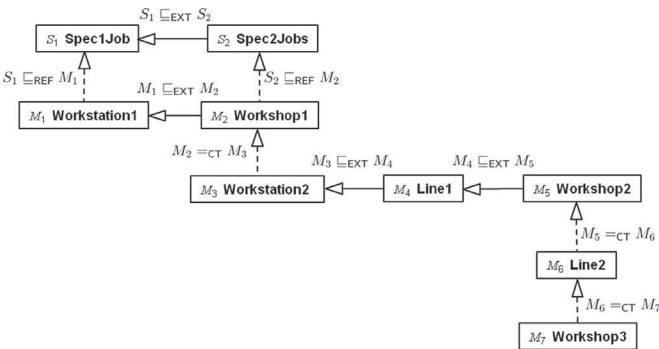 S₁ ⊑EXT S₂
S₁ Spec1Job
S₂ Spec2Jobs
S₁ ⊑REF M₁
M₁ ⊑EXT M₂
S₂ ⊑REF M₂
M₁ Workstation1
M₂ Workshop1
M₂ =CT M₃
M₃ ⊑EXT M₄
M₄ ⊑EXT M₅
M₃ Workstation2
M₄ Line1
M₅ Workshop2
M₅ =CT M₆
M₆ Line2
M₆ =CT M₇
M₇ Workshop3